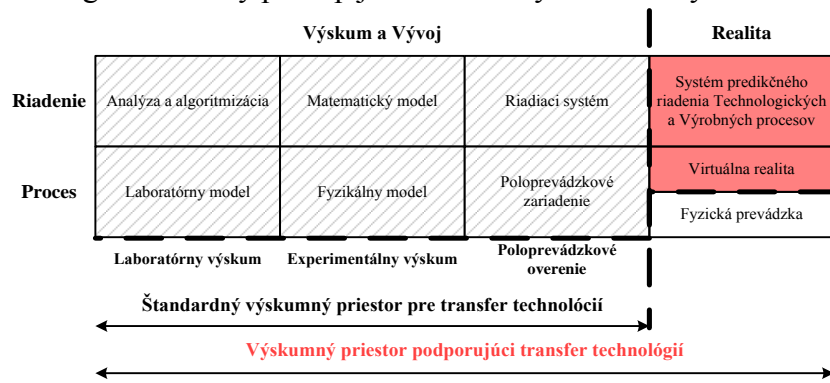 Výskum a Vývoj
Realita
Riadenie
Analýza a algoritmizácia
Matematický model
Riadiaci systém
Systém predikčného
riadenia Technologických
a Výrobných procesov
Proces
Laboratórny model
Fyzikálny model
Poloprevádzkové
zariadenie
Virtuálna realita
Fyzická prevádzka
Laboratórny výskum
Experimentálny výskum
Poloprevádzkové
overenie
Štandardný výskumný priestor pre transfer technolócií
Výskumný priestor podporujúci transfer technológií